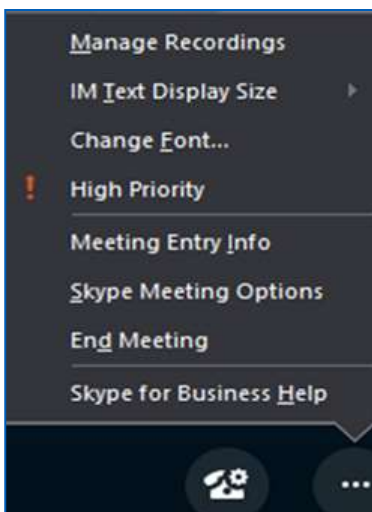 Manage Recordings
IM Text Display Size
Change Font...
High Priority
Meeting Entry Info
Skype Meeting Options
End Meeting
Skype for Business Help